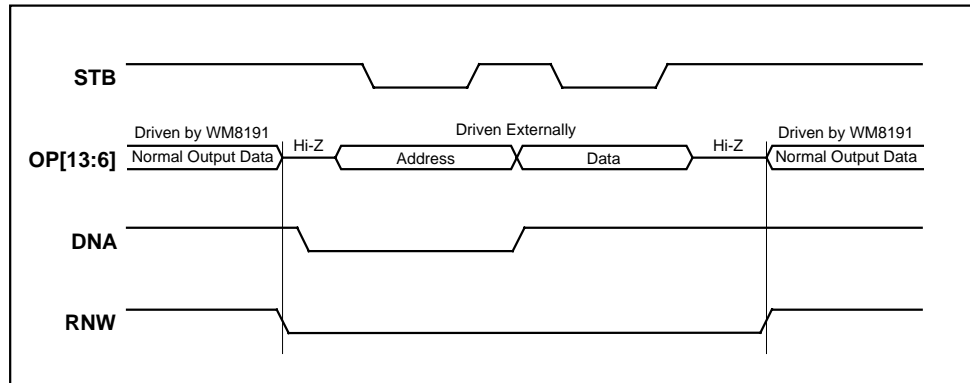 STB
Driven by WM8191
Driven Externally
Driven by WM8191
OP[13:6]
Normal Output Data
Hi-Z
Address
Data
Hi-Z
Normal Output Data
DNA
RNW